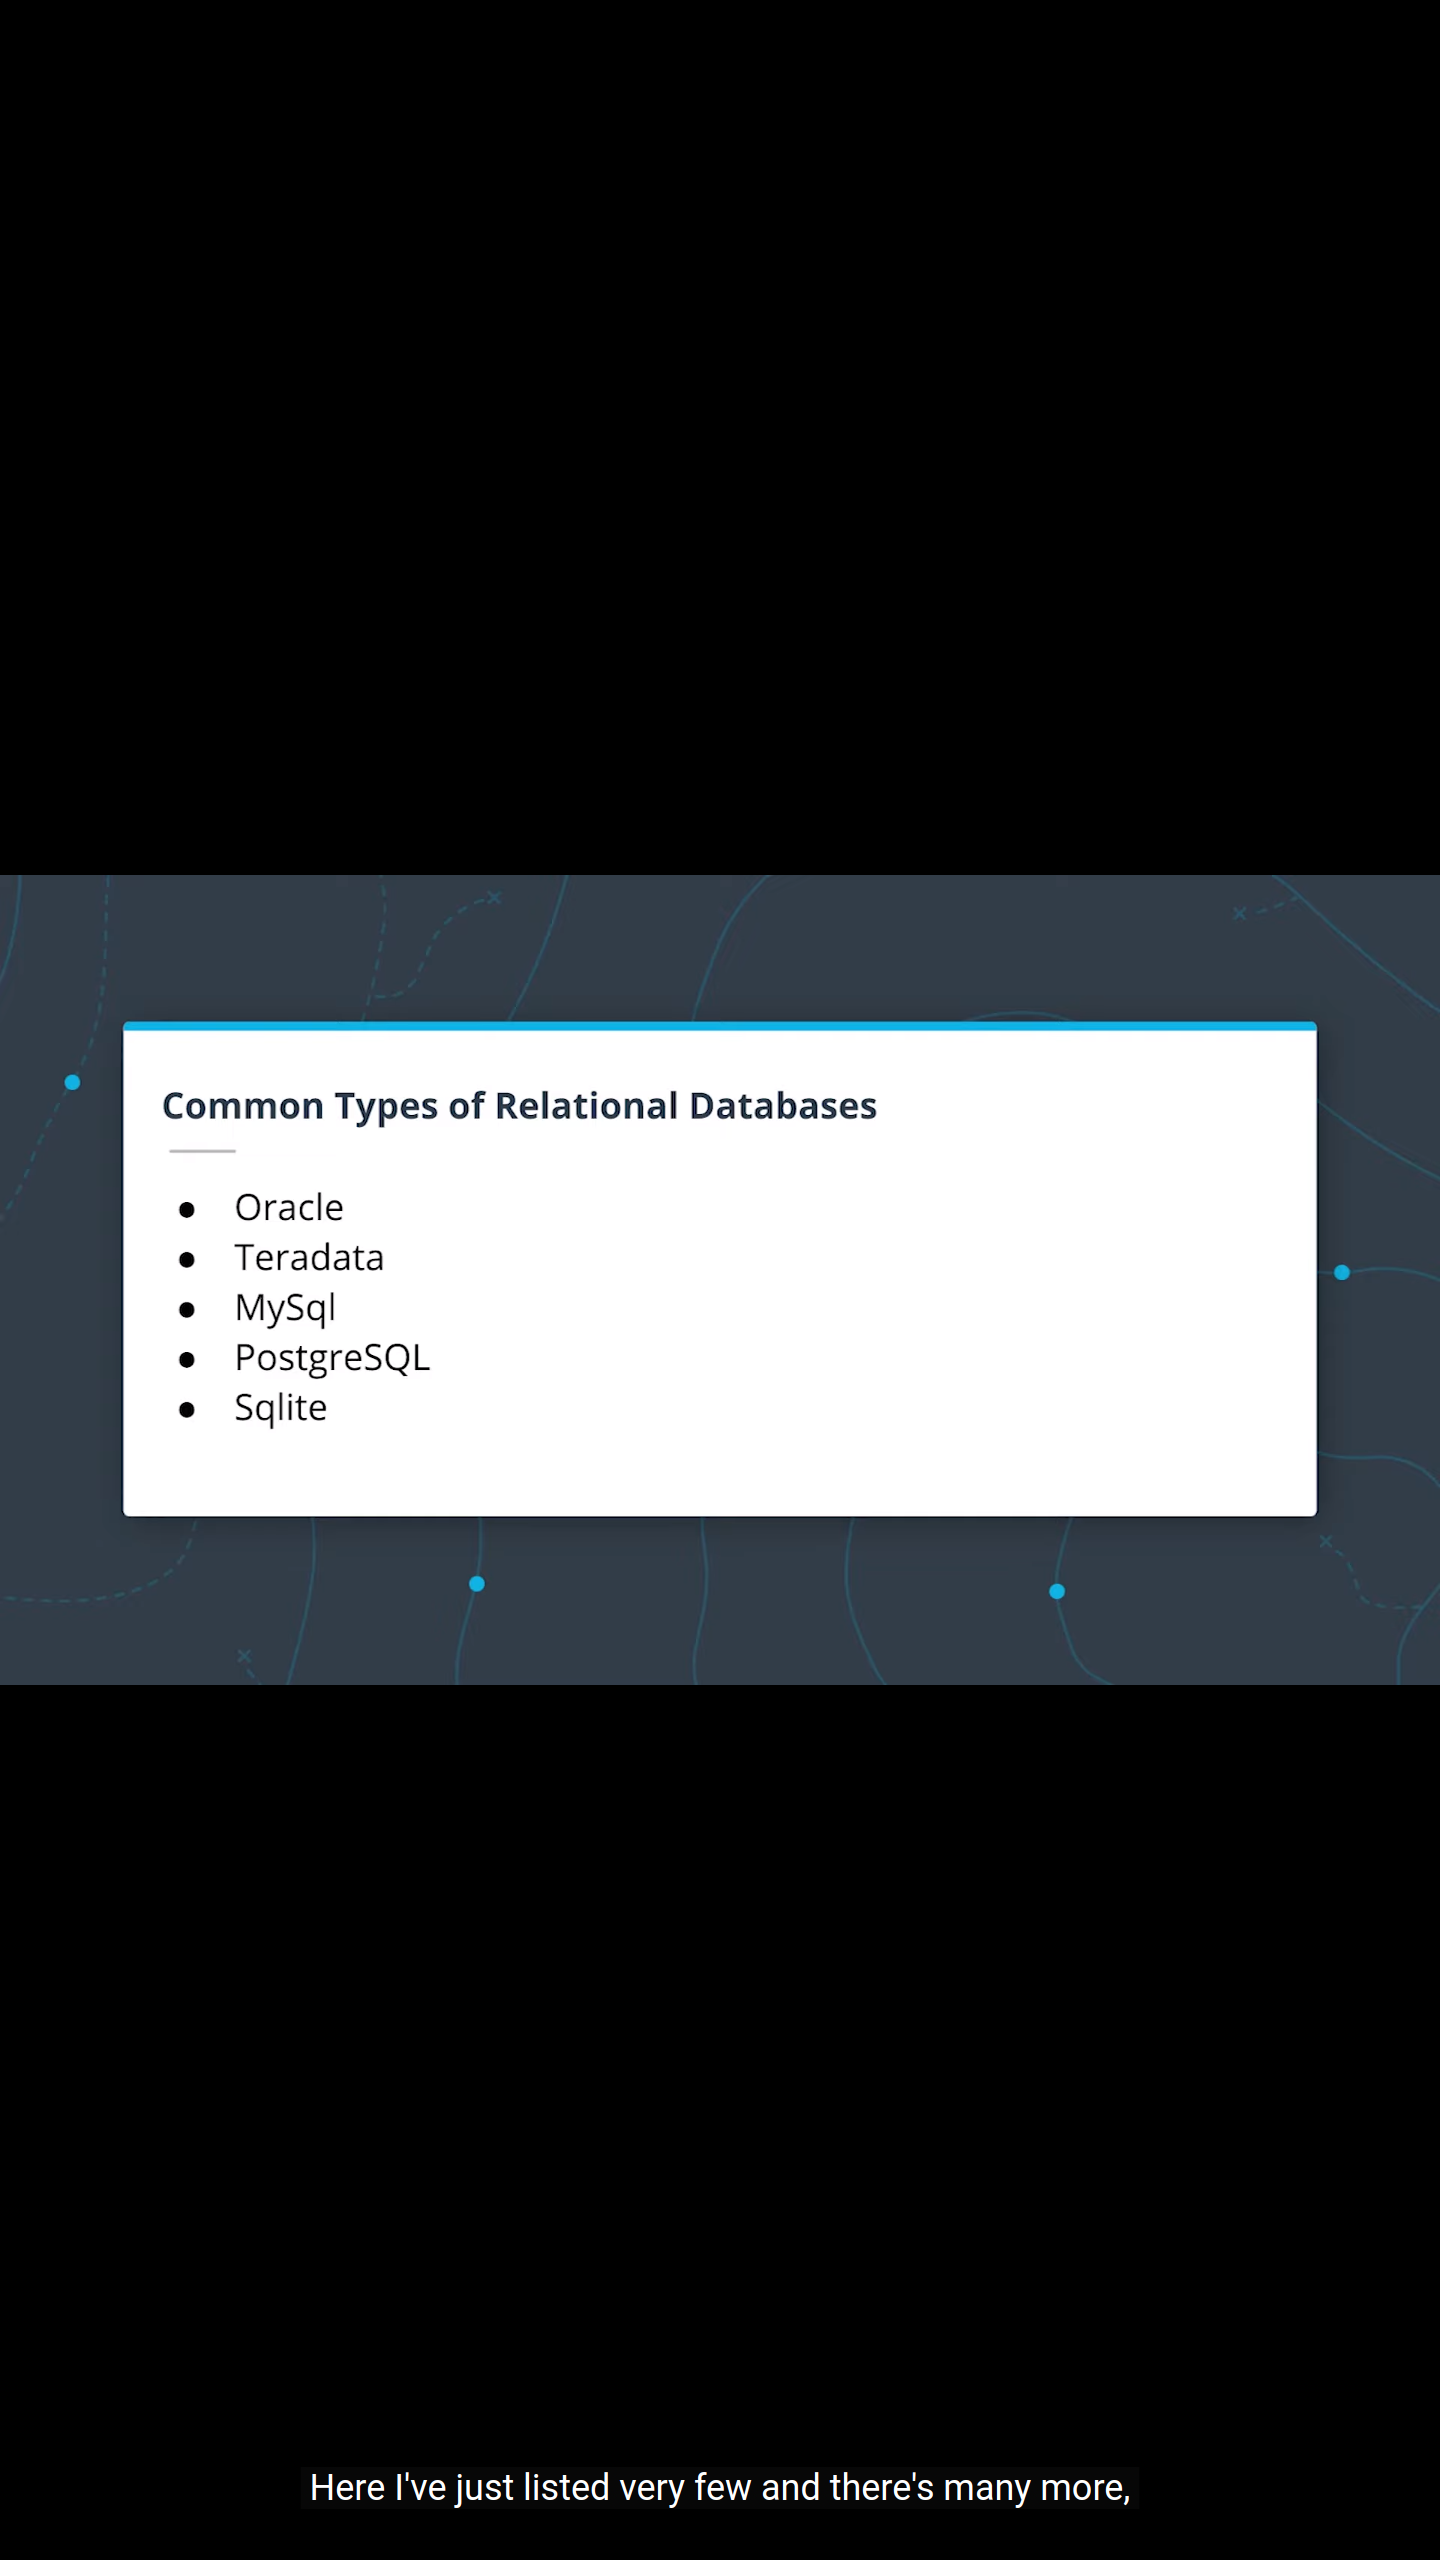 Common Types of Relational Databases
● Oracle
● Teradata
● MySql
● PostgreSQL
● Sqlite
Here I've just listed very few and there's many more,